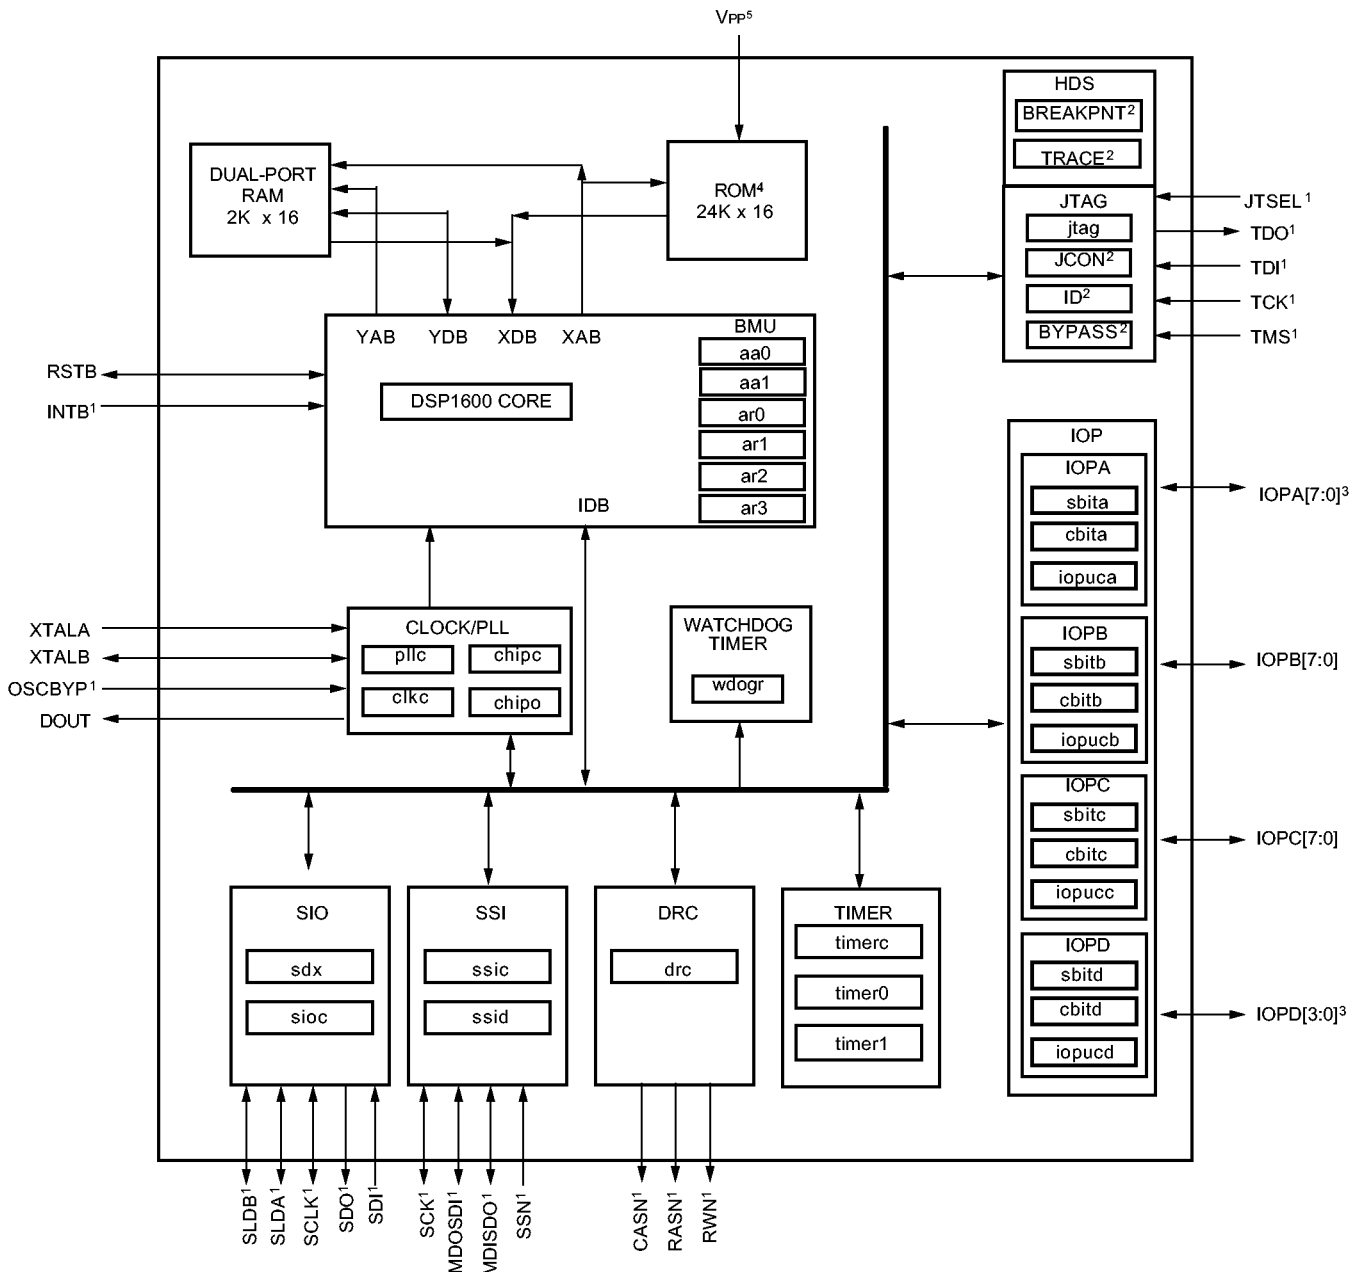 VPP5
HDS
BREAKPNT2
TRACE2
DUAL-PORT
RAM
2K x 16
ROM4
24K x 16
JTAG
jtag
JCON2
ID2
BYPASS2
JTSEL1
TDO1
TDI1
TCK1
TMS1
YAB
YDB
XDB
XAB
BMU
aa0
aa1
ar0
ar1
ar2
ar3
DSP1600 CORE
IDB
RSTB
INTB1
IOP
IOPA
sbita
cbita
iopuca
IOPA[7:0]3
IOPB
sbitb
cbitb
iopucb
IOPB[7:0]
IOPC
sbitc
cbitc
iopucc
IOPC[7:0]
IOPD
sbitd
cbitd
iopucd
IOPD[3:0]3
XTALA
XTALB
OSCBYP1
DOUT
CLOCK/PLL
pllc
chipc
clkc
chipo
WATCHDOG
TIMER
wdogr
SIO
sdx
sioc
SSI
ssic
ssid
DRC
drc
TIMER
timerc
timer0
timer1
SLDB1
SLDA1
SCLK1
SDO1
SDI1
SCK1
MDOSDI1
MDISDO1
SSN1
CASN1
RASN1
RWN1